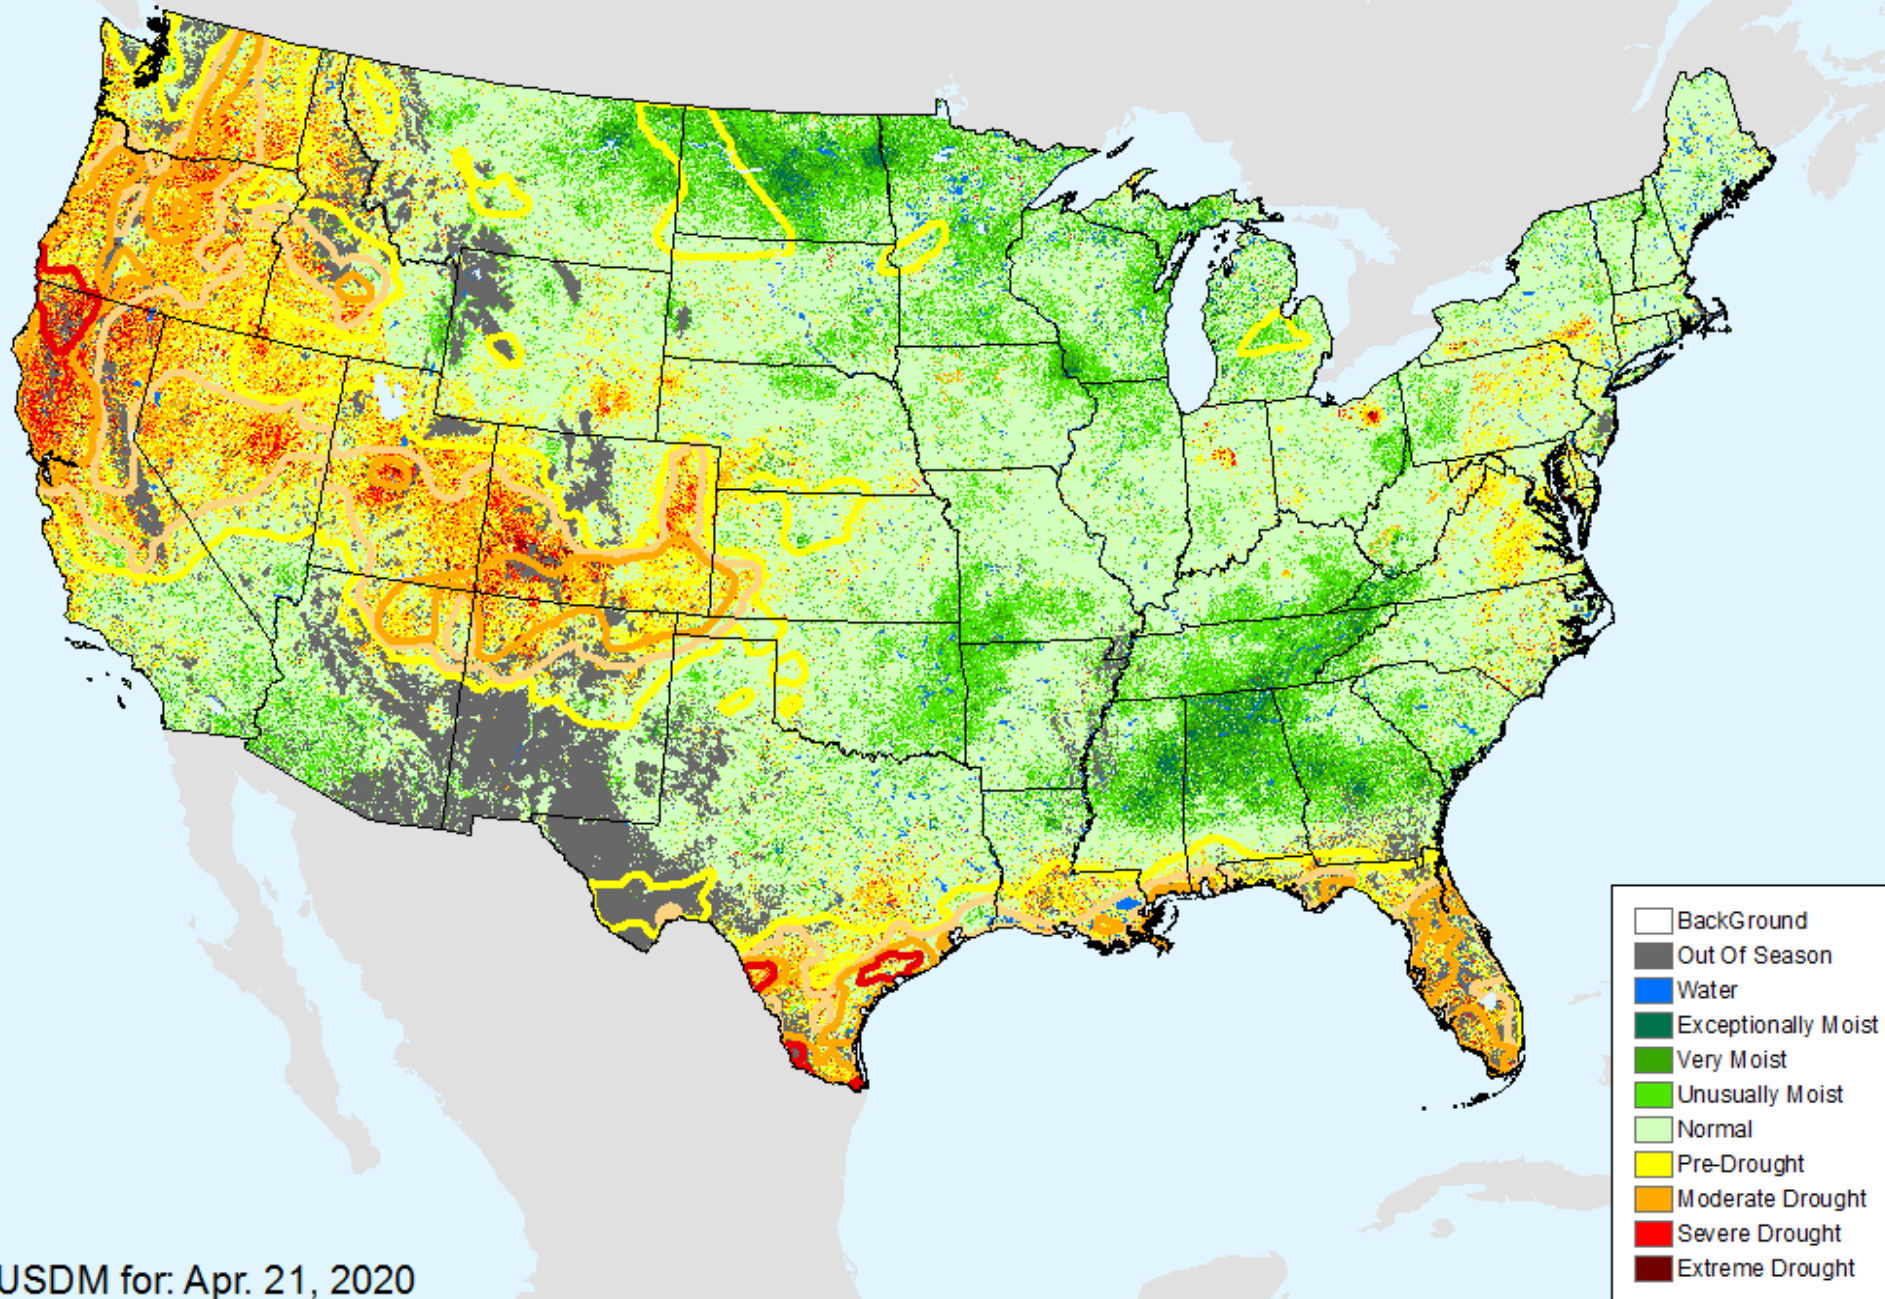 BackGround
Out Of Season
Water
Exceptionally Moist
Very Moist
Unusually Moist
Normal
Pre-Drought
Moderate Drought
Severe Drought
Extreme Drought
USDM for: Apr. 21, 2020